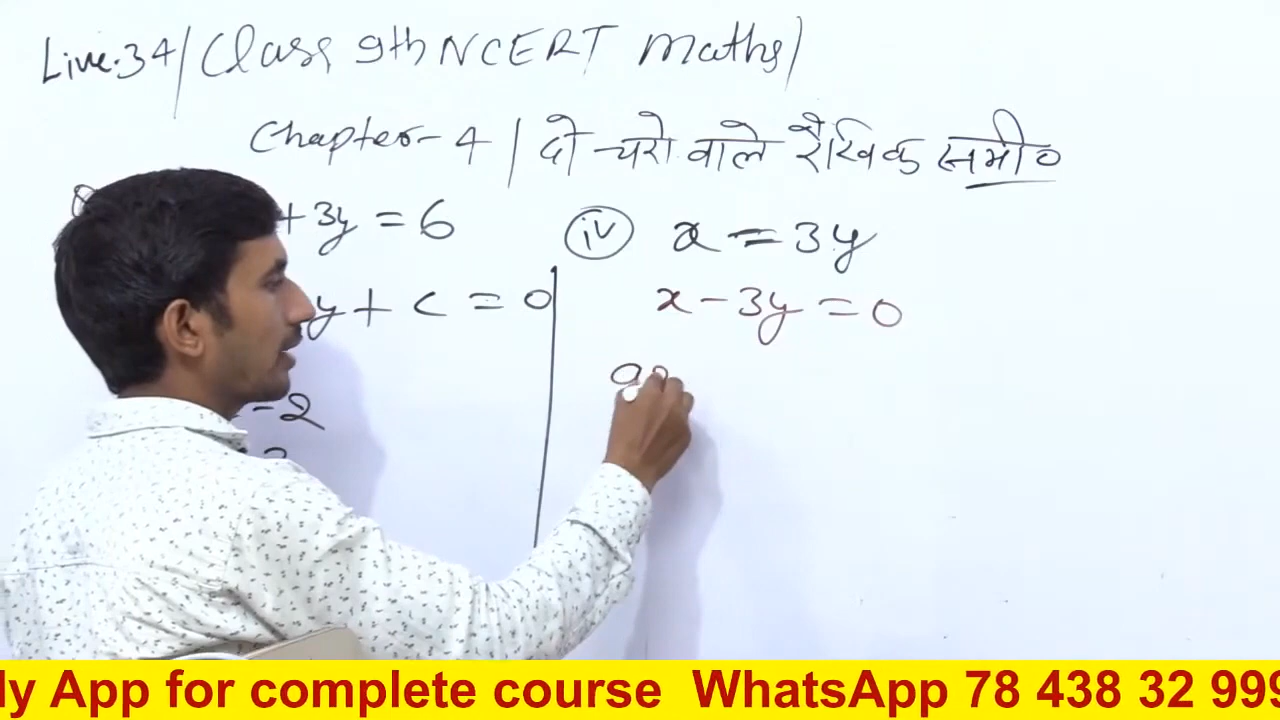 Live.34/Class 9th NCERT Maths/
Chapter-4/दो चरो वाले रैखिक समी०
+3y = 6
y + c = 0
-2
iv x = 3y
x - 3y = 0
a
ly App for complete course WhatsApp 78 438 32 999